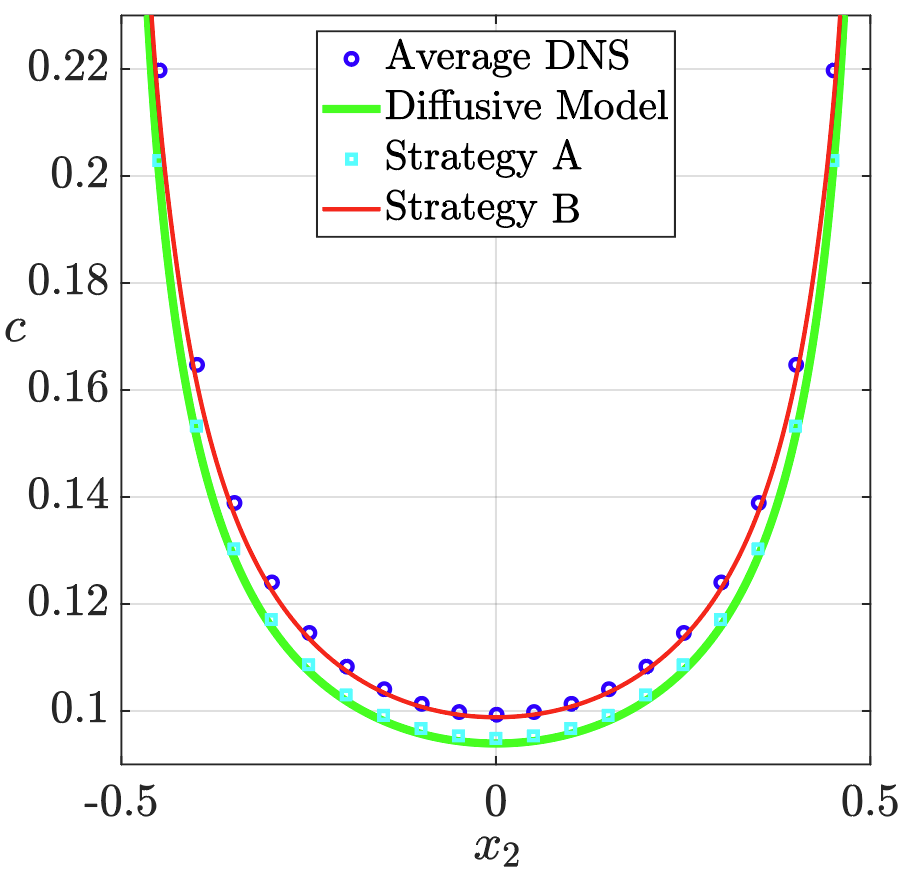 0.22
0.2
0.18
0.16
0.14
0.12
0.1
c
Average DNS
Diffusive Model
Strategy A
Strategy B
-0.5
0
0.5
x₂